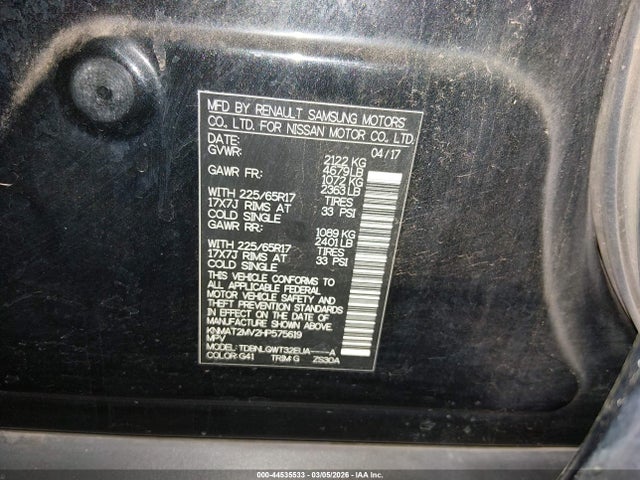 MFD BY RENAULT SAMSUNG MOTORS
CO., LTD. FOR NISSAN MOTOR CO., LTD.
DATE: 04/17
GVWR: 2122 KG
4679 LB
GAWR FR: 1072 KG
2363 LB
WITH 225/65R17 TIRES
17X7J RIMS AT 33 PSI
COLD SINGLE
GAWR RR: 1089 KG
2401 LB
WITH 225/65R17 TIRES
17X7J RIMS AT 33 PSI
COLD SINGLE
THIS VEHICLE CONFORMS TO
ALL APPLICABLE FEDERAL
MOTOR VEHICLE SAFETY AND
THEFT PREVENTION STANDARDS
IN EFFECT ON THE DATE OF
MANUFACTURE SHOWN ABOVE.
KNMAT2MV2HP575619
MPV
MODEL: TDBNLQWT32EUA----A
COLOR: G41 TRIM: G ZS30A
000-44535533 - 03/05/2026 - IAA Inc.